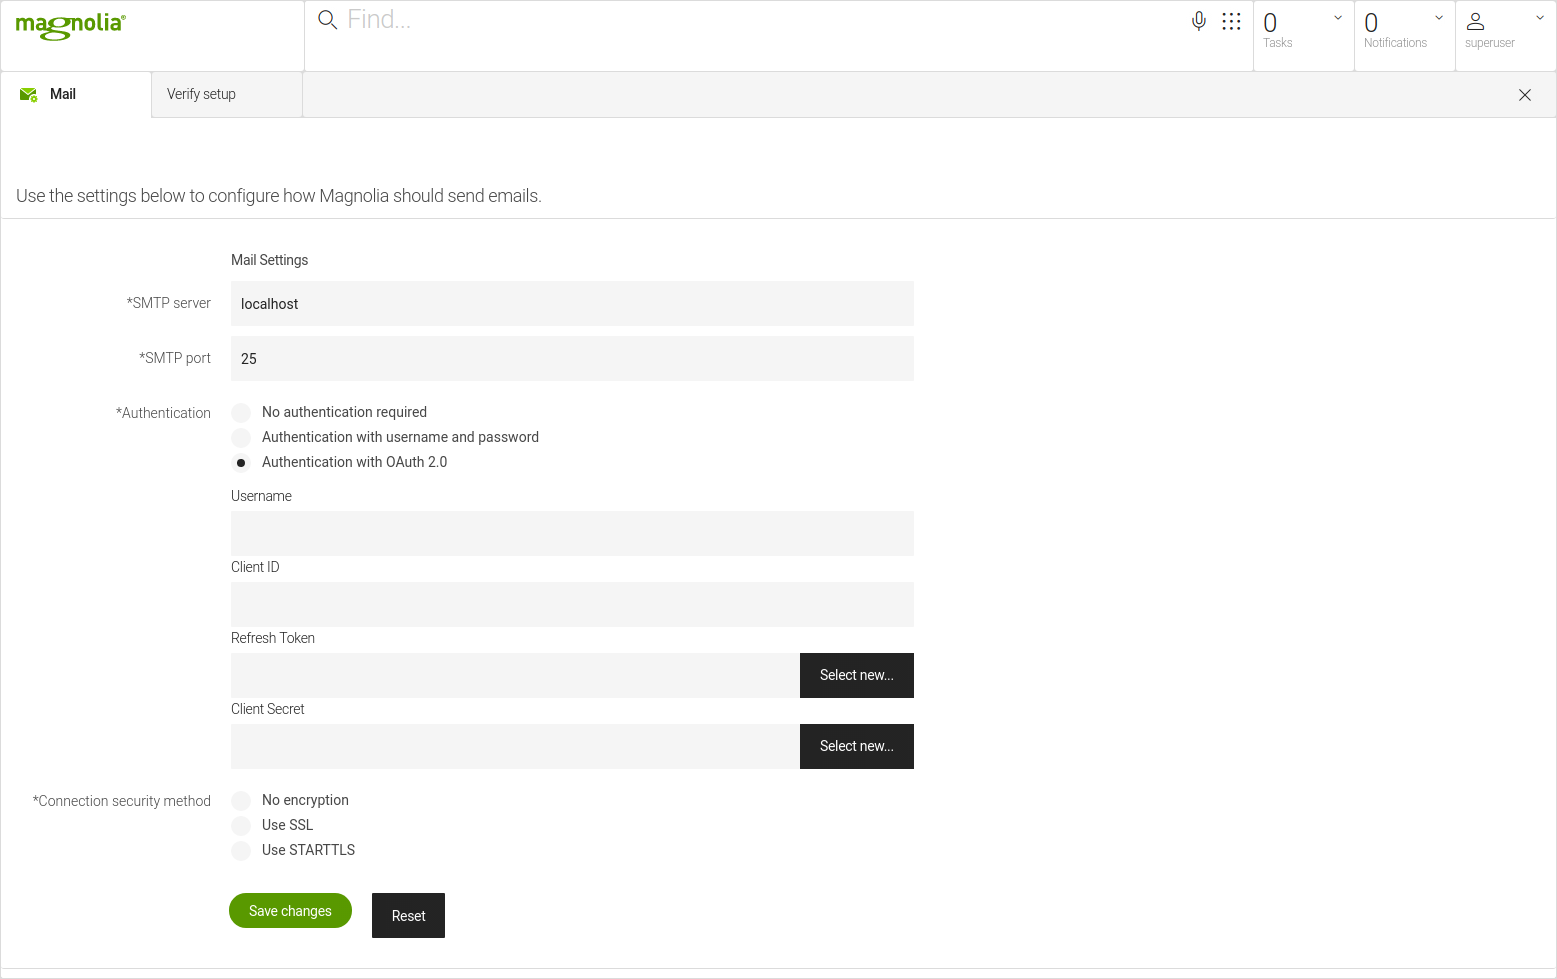 magnolia®
Find...
0
Tasks
0
Notifications
superuser
Mail
Verify setup
Use the settings below to configure how Magnolia should send emails.
Mail Settings
*SMTP server
localhost
*SMTP port
25
*Authentication
No authentication required
Authentication with username and password
Authentication with OAuth 2.0
Username
Client ID
Refresh Token
Select new...
Client Secret
Select new...
*Connection security method
No encryption
Use SSL
Use STARTTLS
Save changes
Reset